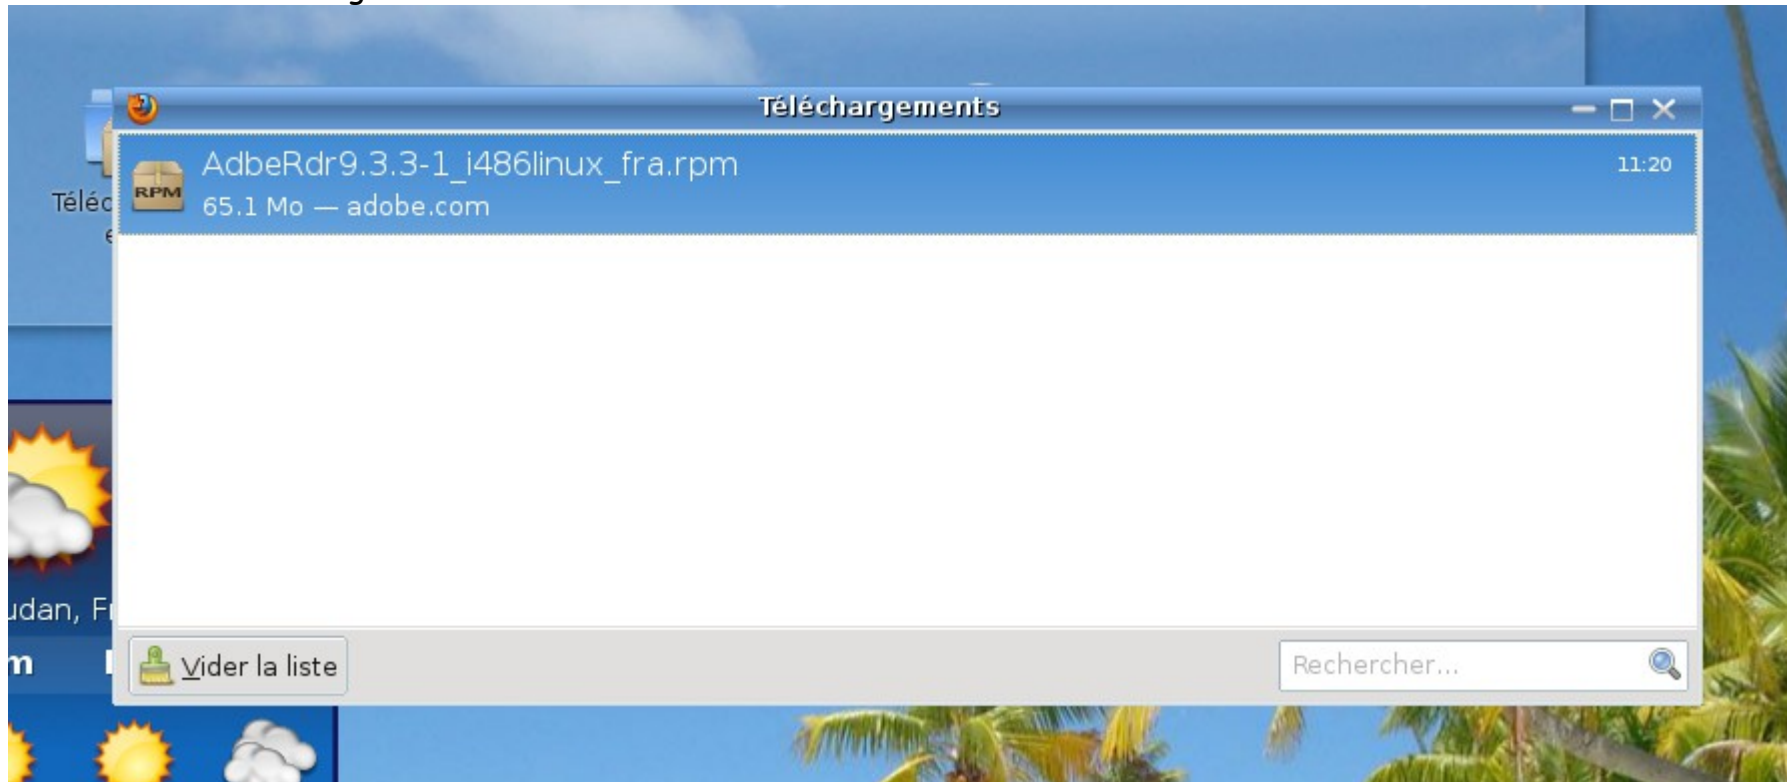 Téléchargements
AdbeRdr9.3.3-1_i486linux_fra.rpm
11:20
RPM
65.1 Mo — adobe.com
Téléc
e
udan, F
m
Vider la liste
Rechercher...